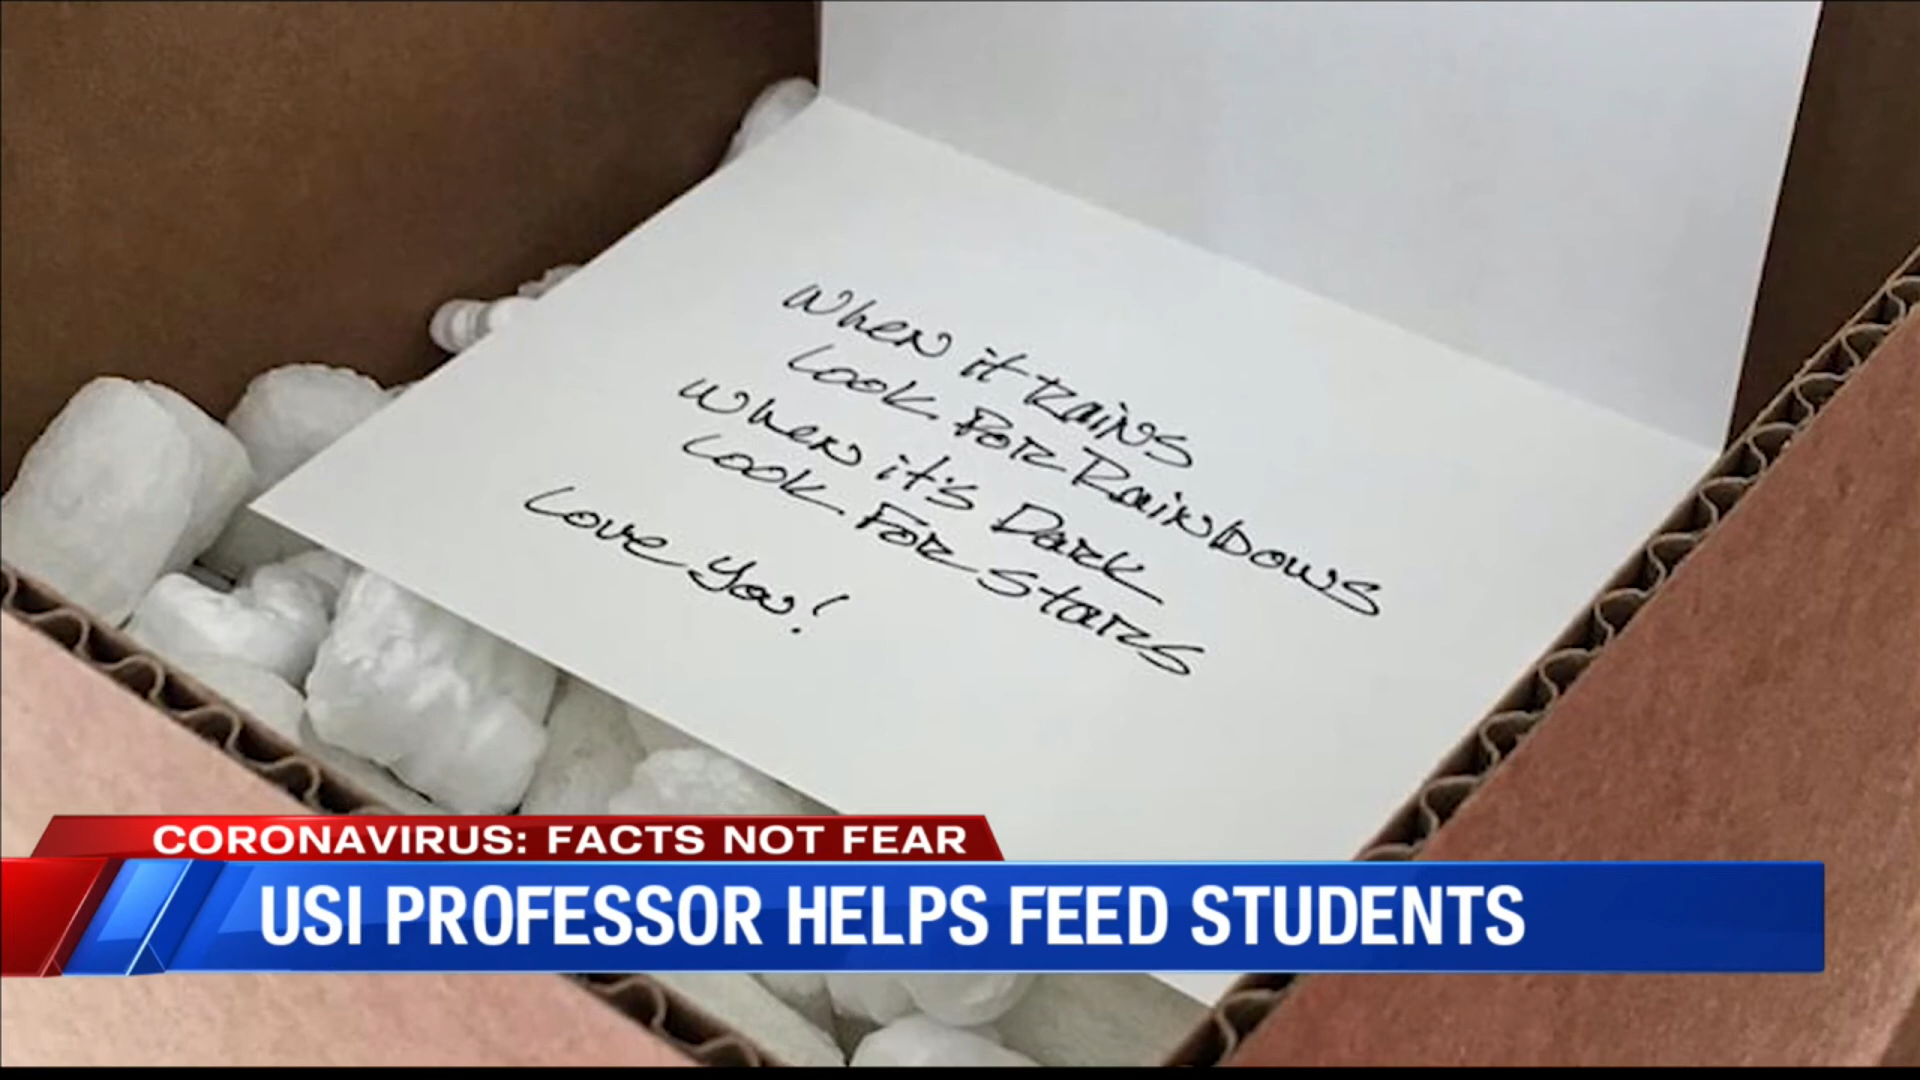 When it rains
Look For Rainbows
When it's Dark
Look For Stars
Love You!
CORONAVIRUS: FACTS NOT FEAR
USI PROFESSOR HELPS FEED STUDENTS